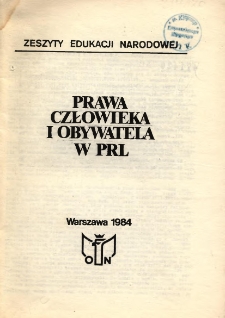 ZESZYTY EDUKACJI NARODOWEJ
PRAWA
CZŁOWIEKA
I OBYWATELA
W PRL
Warszawa 1984
O N